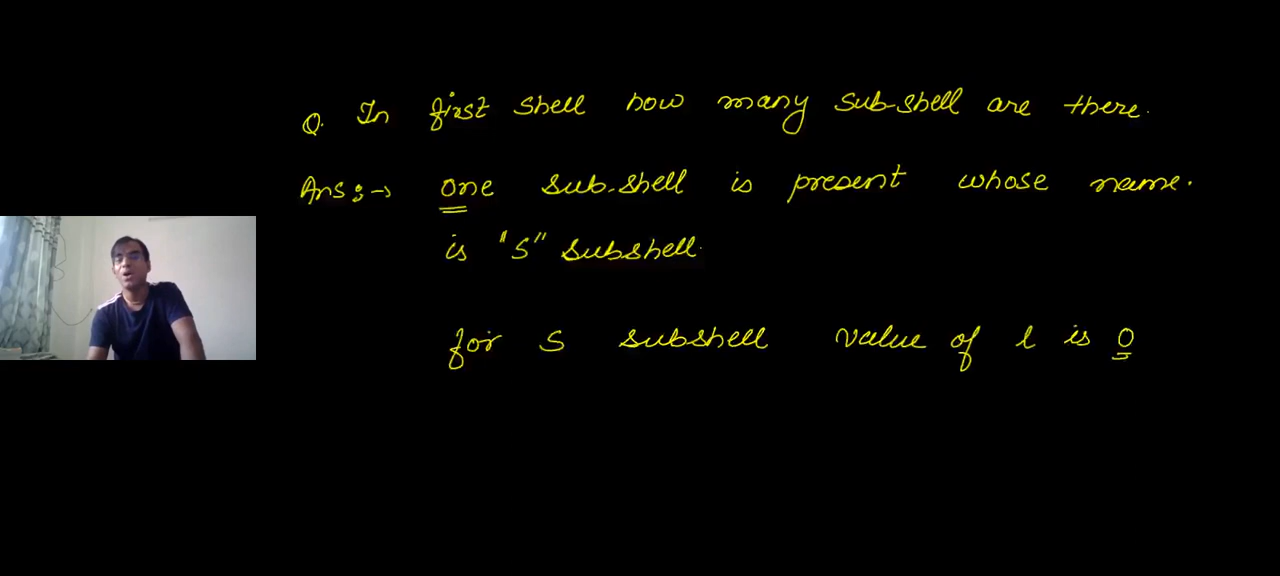 Q. In first shell how many sub-shell are there.
Ans:→ one sub-shell is present whose name.
is "S" subshell.
for S subshell value of l is 0